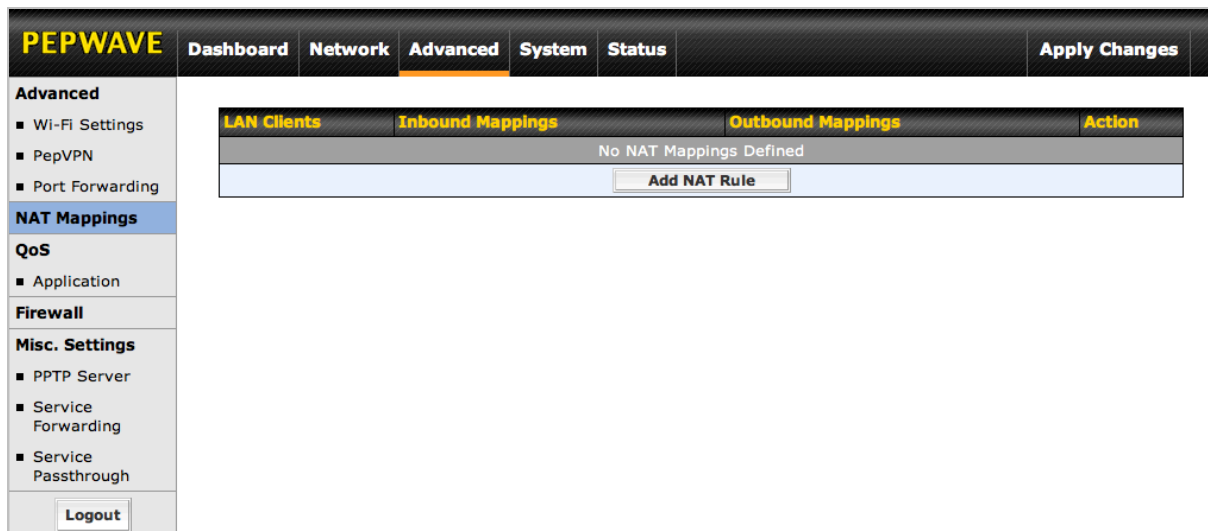 PEPWAVE
Dashboard Network Advanced System Status Apply Changes
Advanced
Wi-Fi Settings
PepVPN
Port Forwarding
NAT Mappings
QoS
Application
Firewall
Misc. Settings
PPTP Server
Service
Forwarding
Service
Passthrough
Logout
LAN Clients Inbound Mappings Outbound Mappings Action
No NAT Mappings Defined
Add NAT Rule